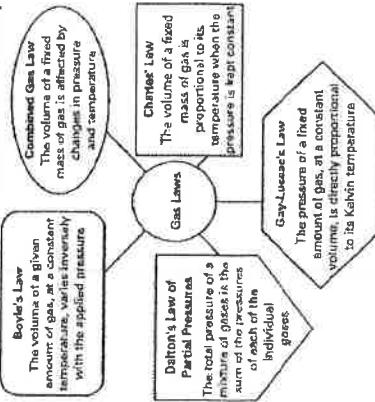 Boyle's Law
The volume of a given
amount of gas, at a constant
temperature, varies inversely
with the applied pressure
Combined Gas Law
The volume of a fixed
mass of gas is affected by
changes in pressure
and temperature
Gas Laws
Dalton's Law of
Partial Pressures
The total pressure of a
mixture of gases is the
sum of the pressures
of each of the
individual
gases
Charles' Law
The volume of a fixed
mass of gas is
proportional to its
temperature when the
pressure is kept constant
Gay-Lussac's Law
The pressure of a fixed
amount of gas, at a constant
volume, is directly proportional
to its Kelvin temperature